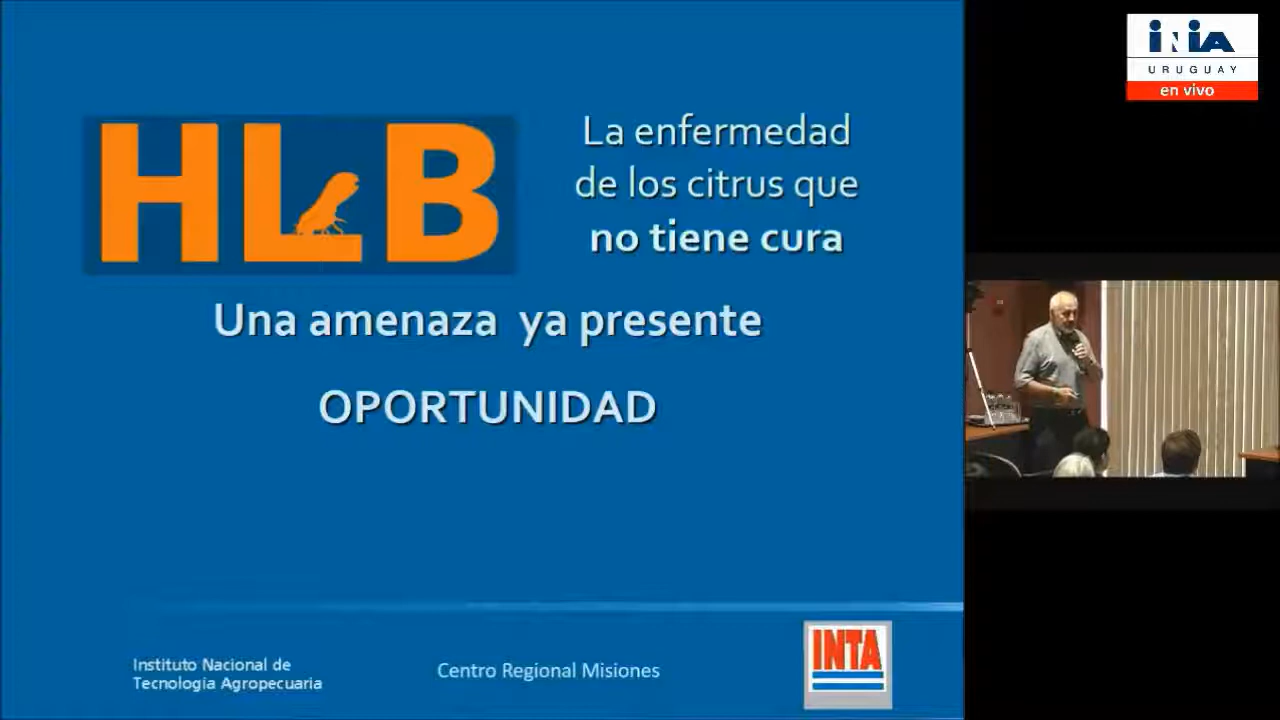 HLB
La enfermedad
de los citrus que
no tiene cura
Una amenaza ya presente
OPORTUNIDAD
Instituto Nacional de
Tecnología Agropecuaria
Centro Regional Misiones
INTA
INIA
URUGUAY
en vivo